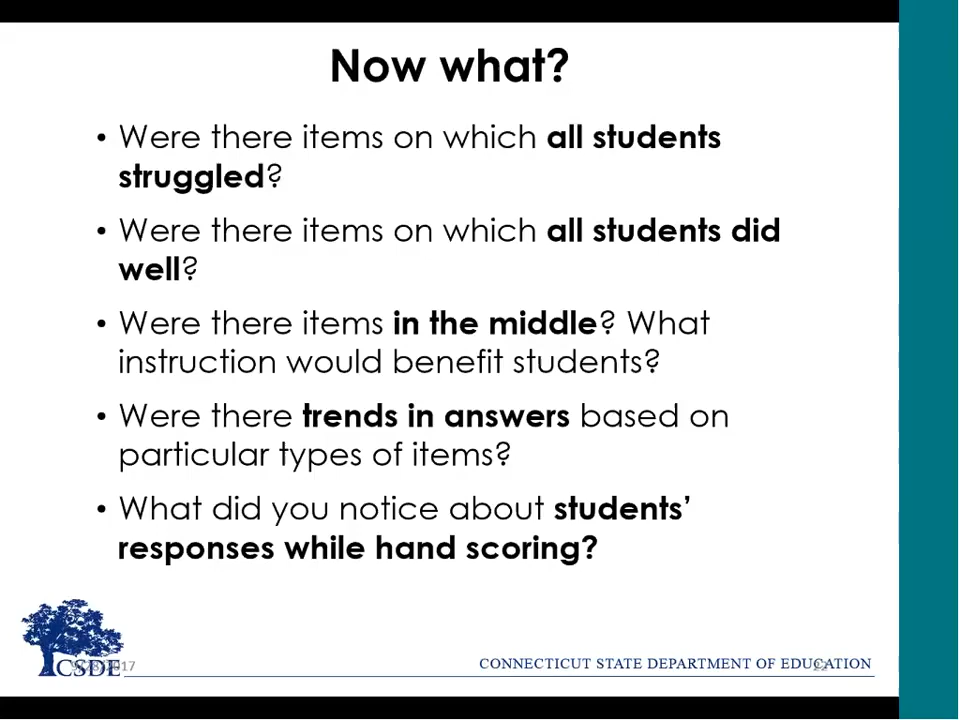 Now what?
• Were there items on which all students
struggled?
• Were there items on which all students did
well?
• Were there items in the middle? What
instruction would benefit students?
• Were there trends in answers based on
particular types of items?
• What did you notice about students’
responses while hand scoring?
CSDE
CONNECTICUT STATE DEPARTMENT OF EDUCATION